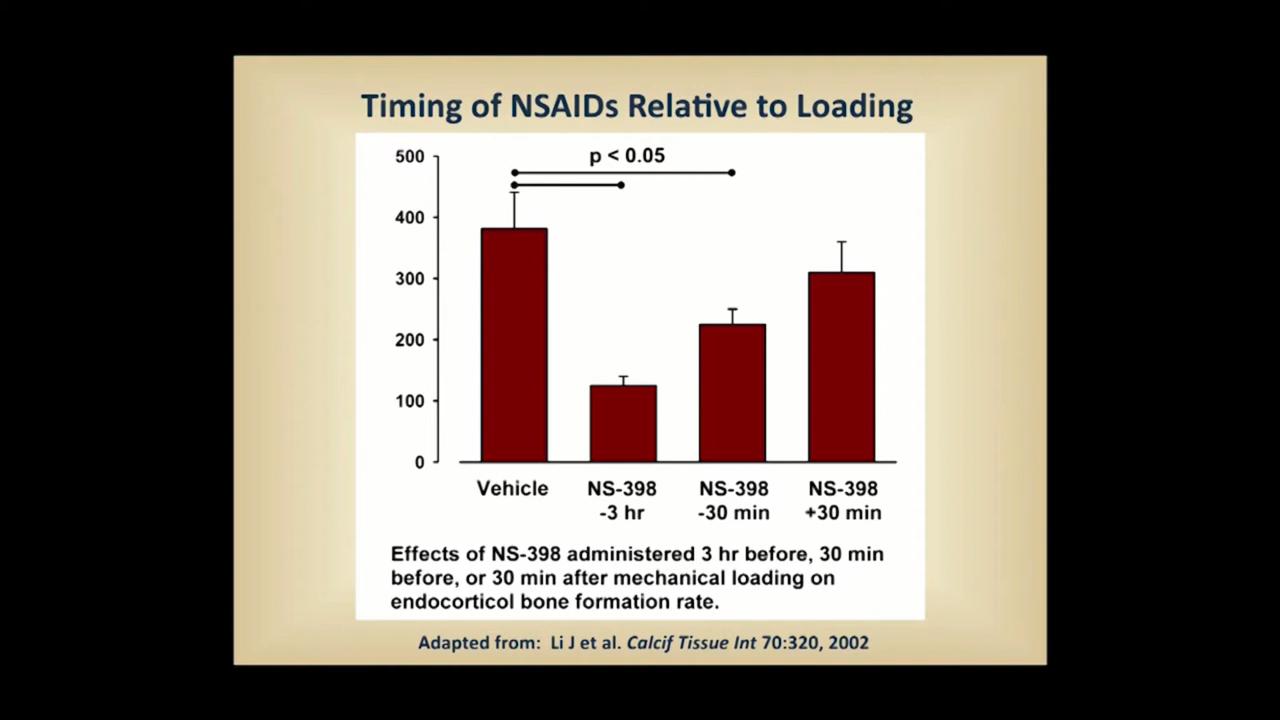 Timing of NSAIDs Relative to Loading
500
p < 0.05
400
300
200
100
0
Vehicle
NS-398
-3 hr
NS-398
-30 min
NS-398
+30 min
Effects of NS-398 administered 3 hr before, 30 min
before, or 30 min after mechanical loading on
endocorticol bone formation rate.
Adapted from: Li J et al. Calcif Tissue Int 70:320, 2002